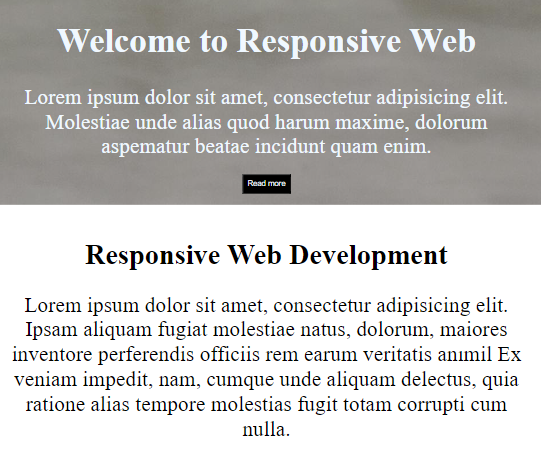 Welcome to Responsive Web
Lorem ipsum dolor sit amet, consectetur adipisicing elit.
Molestiae unde alias quod harum maxime, dolorum
aspernatur beatae incidunt quam enim.
Read more
Responsive Web Development
Lorem ipsum dolor sit amet, consectetur adipisicing elit.
Ipsam aliquam fugiat molestiae natus, dolorum, maiores
inventore perferendis officiis rem earum veritatis animil Ex
veniam impedit, nam, cumque unde aliquam delectus, quia
ratione alias tempore molestias fugit totam corrupti cum
nulla.